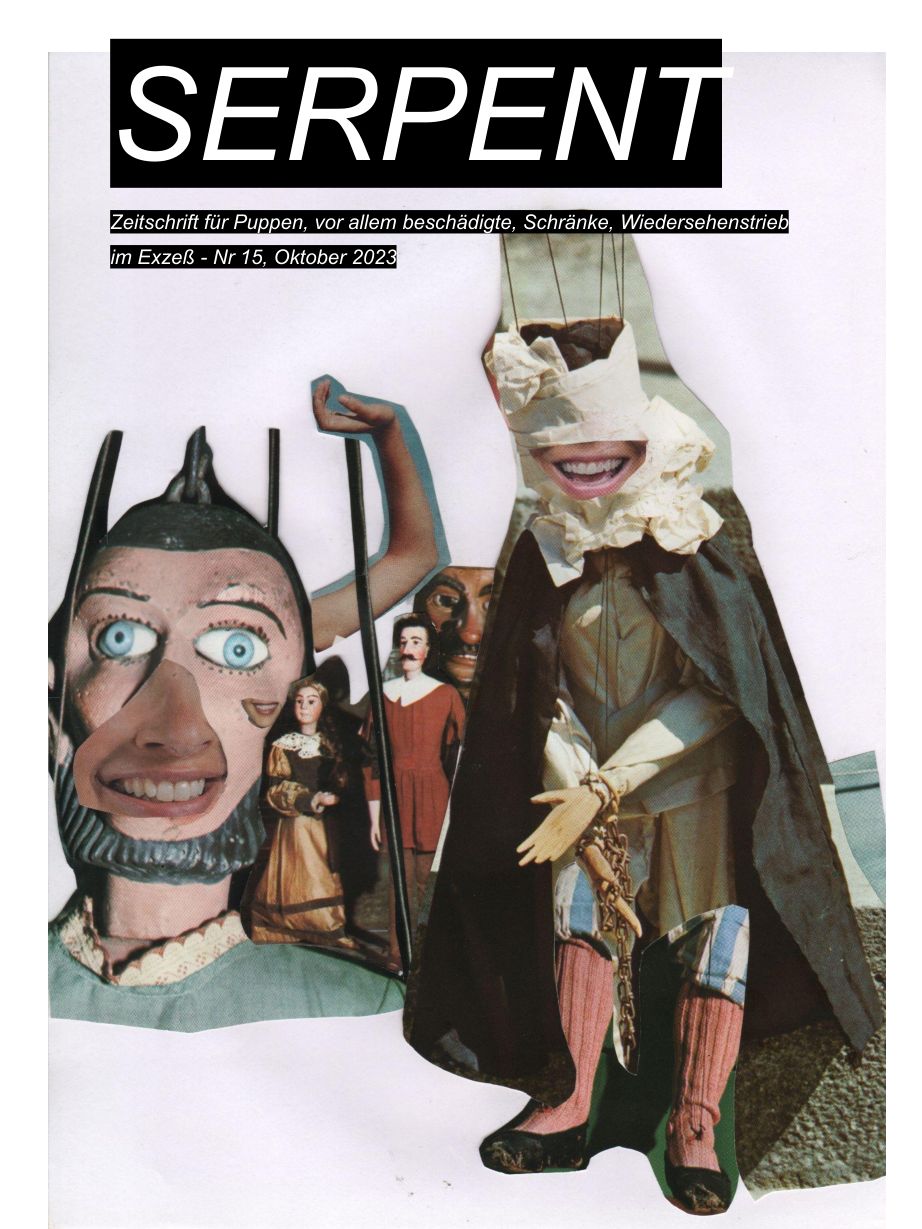 SERPENT
Zeitschrift für Puppen, vor allem beschädigte, Schränke, Wiedersehenstrieb
im Exzeß - Nr 15, Oktober 2023